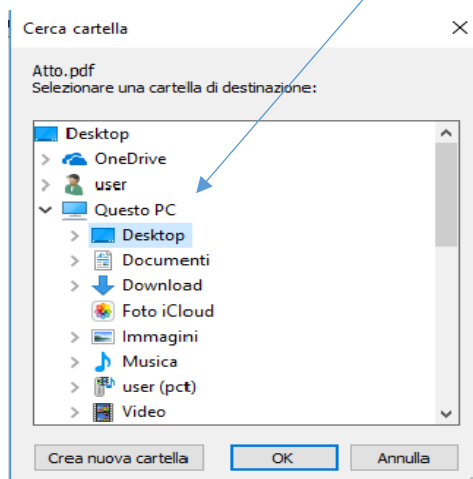 Cerca cartella
Atto.pdf
Selezionare una cartella di destinazione:
Desktop
OneDrive
user
Questo PC
Desktop
Documenti
Download
Foto iCloud
Immagini
Musica
user (pct)
Video
Crea nuova cartella OK Annulla